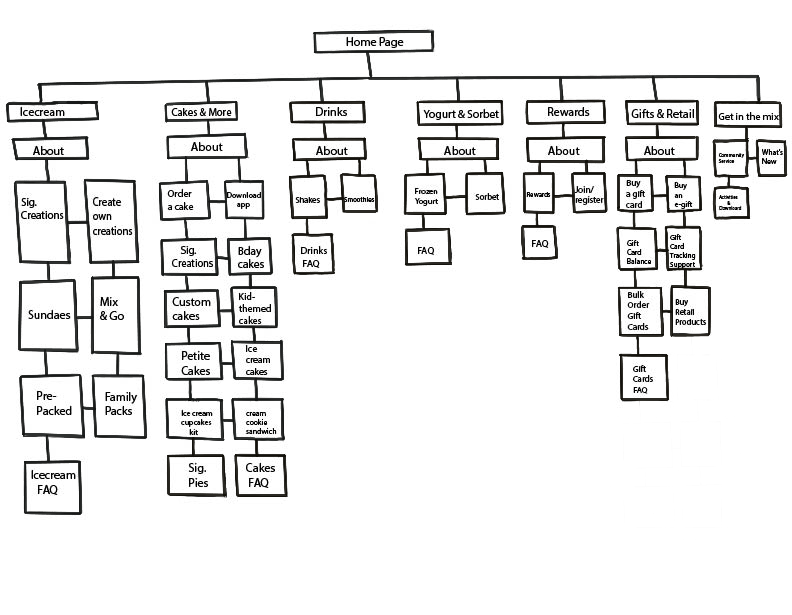 Home Page
Icecream
Cakes & More
Drinks
Yogurt & Sorbet
Rewards
Gifts & Retail
Get in the mix
About
About
About
About
About
About
Sig.
Creations
Create
own
creations
Sundaes
Mix
& Go
Pre-
Packed
Family
Packs
Icecream
FAQ
Order
a cake
Download
app
Sig.
Creations
Bday
cakes
Custom
cakes
Kid-
themed
cakes
Petite
Cakes
Ice
cream
cakes
Ice cream
cupcakes
kit
cream
cookie
sandwich
Sig.
Pies
Cakes
FAQ
Shakes
Smoothies
Drinks
FAQ
Frozen
Yogurt
Sorbet
FAQ
Rewards
Join/
register
FAQ
Buy
a gift
card
Buy
an
e-gift
Gift
Card
Balance
Gift
Card
Tracking
Support
Bulk
Order
Gift
Cards
Buy
Retail
Products
Gift
Cards
FAQ
Community
Service
What's
New
Activities
&
Download